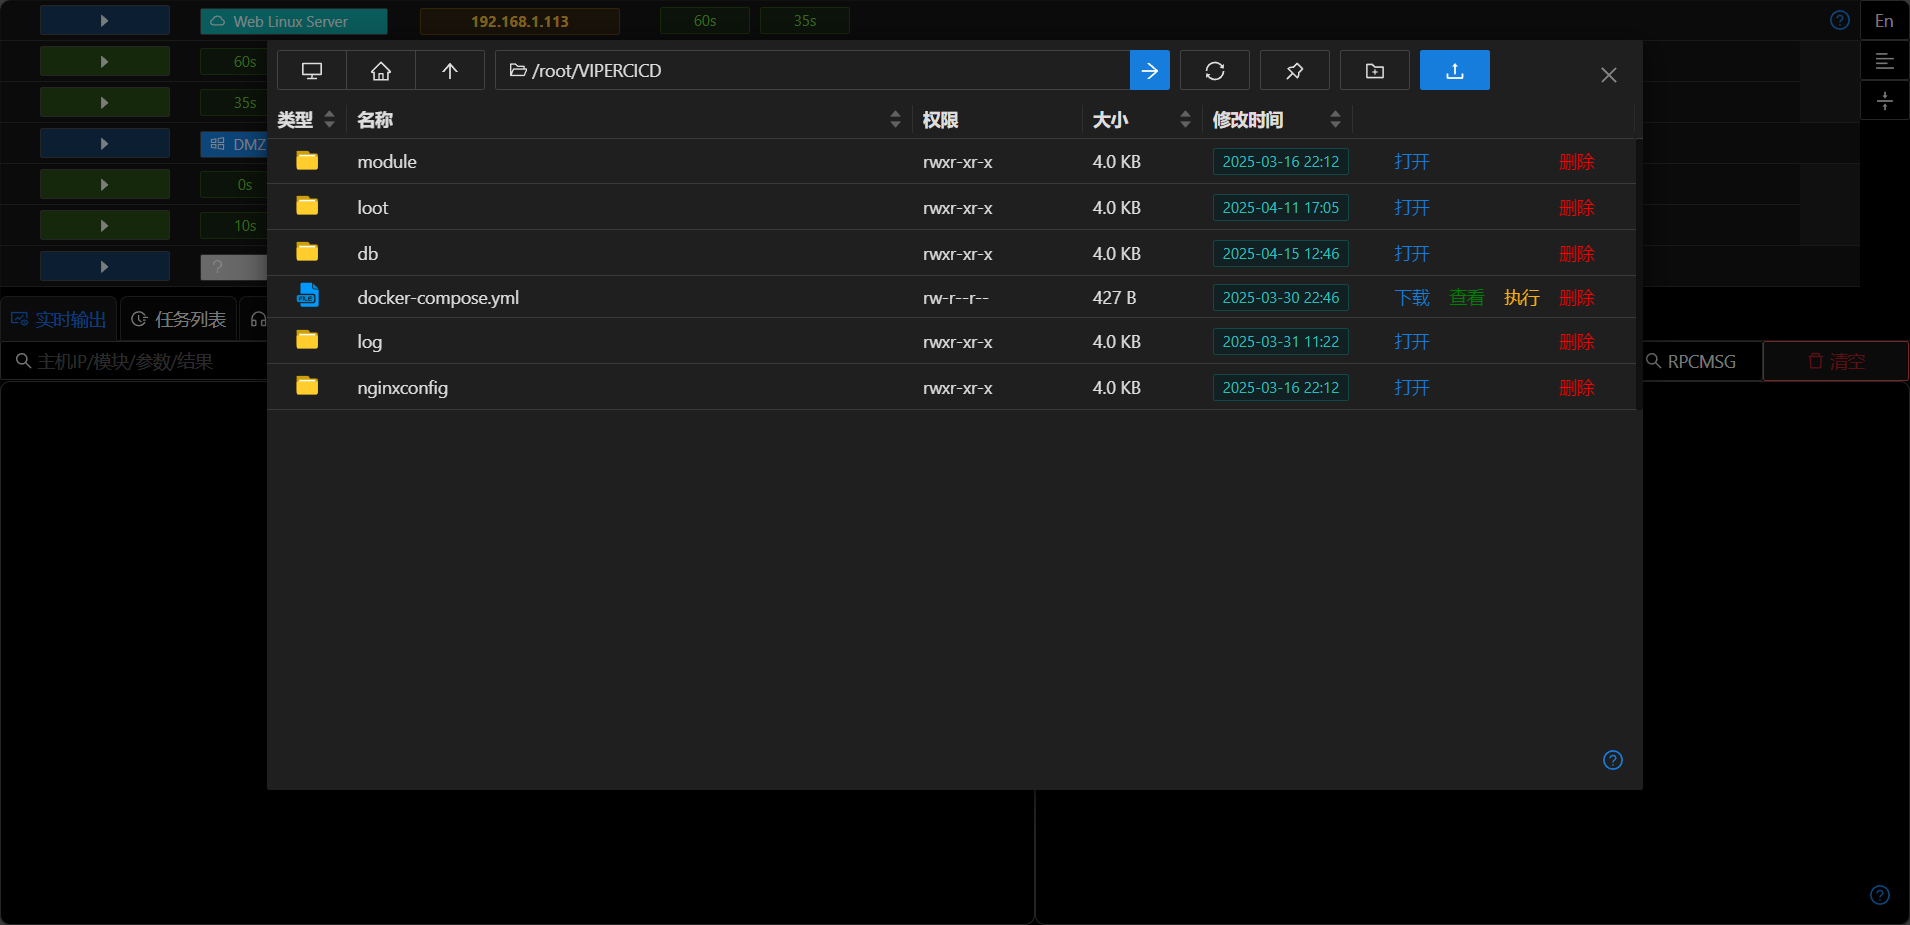 Web Linux Server 192.168.1.113 60s 35s En
60s
35s
DMZ
0s
10s
?
/root/VIPERCICD
类型 名称 权限 大小 修改时间
module rwxr-xr-x 4.0 KB 2025-03-16 22:12 打开 删除
loot rwxr-xr-x 4.0 KB 2025-04-11 17:05 打开 删除
db rwxr-xr-x 4.0 KB 2025-04-15 12:46 打开 删除
docker-compose.yml rw-r--r-- 427 B 2025-03-30 22:46 下载 查看 执行 删除
log rwxr-xr-x 4.0 KB 2025-03-31 11:22 打开 删除
nginxconfig rwxr-xr-x 4.0 KB 2025-03-16 22:12 打开 删除
实时输出 任务列表
主机IP/模块/参数/结果 RPCMSG 清空